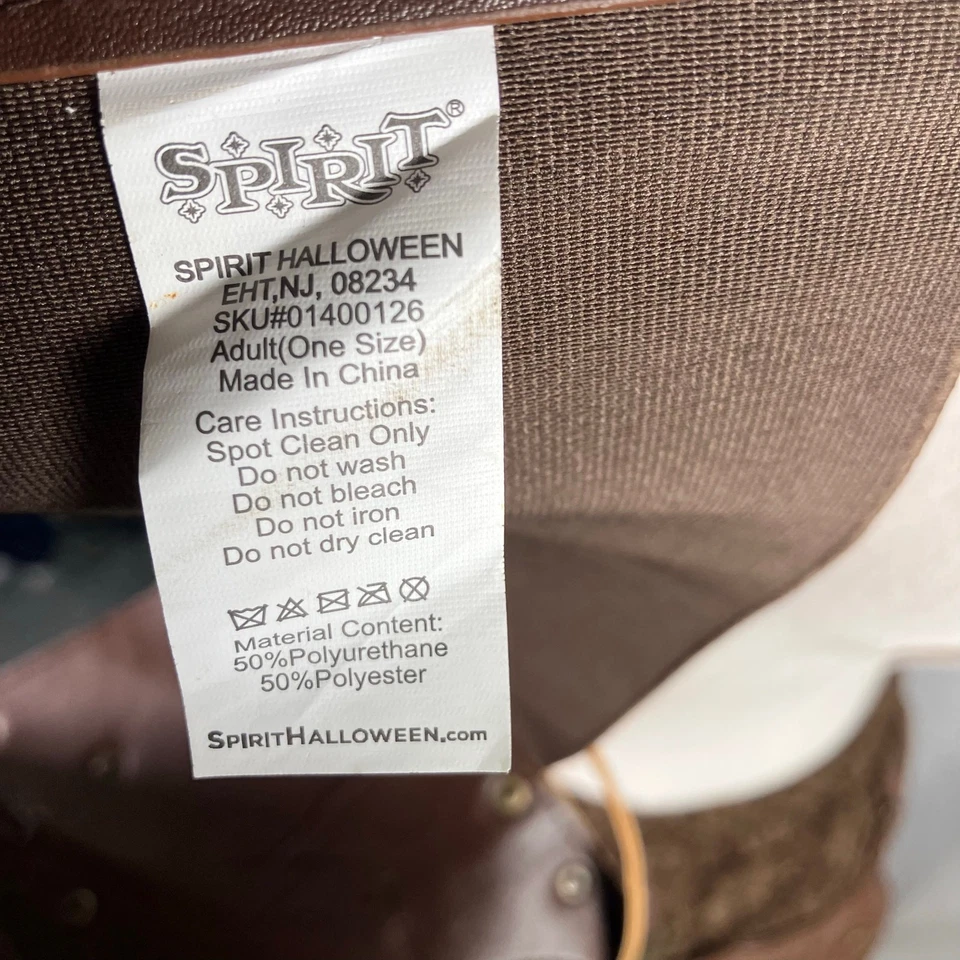 SPIRIT®
SPIRIT HALLOWEEN
EHT,NJ, 08234
SKU#01400126
Adult(One Size)
Made In China
Care Instructions:
Spot Clean Only
Do not wash
Do not bleach
Do not iron
Do not dry clean
Material Content:
50%Polyurethane
50%Polyester
SPIRITHALLOWEEN.com